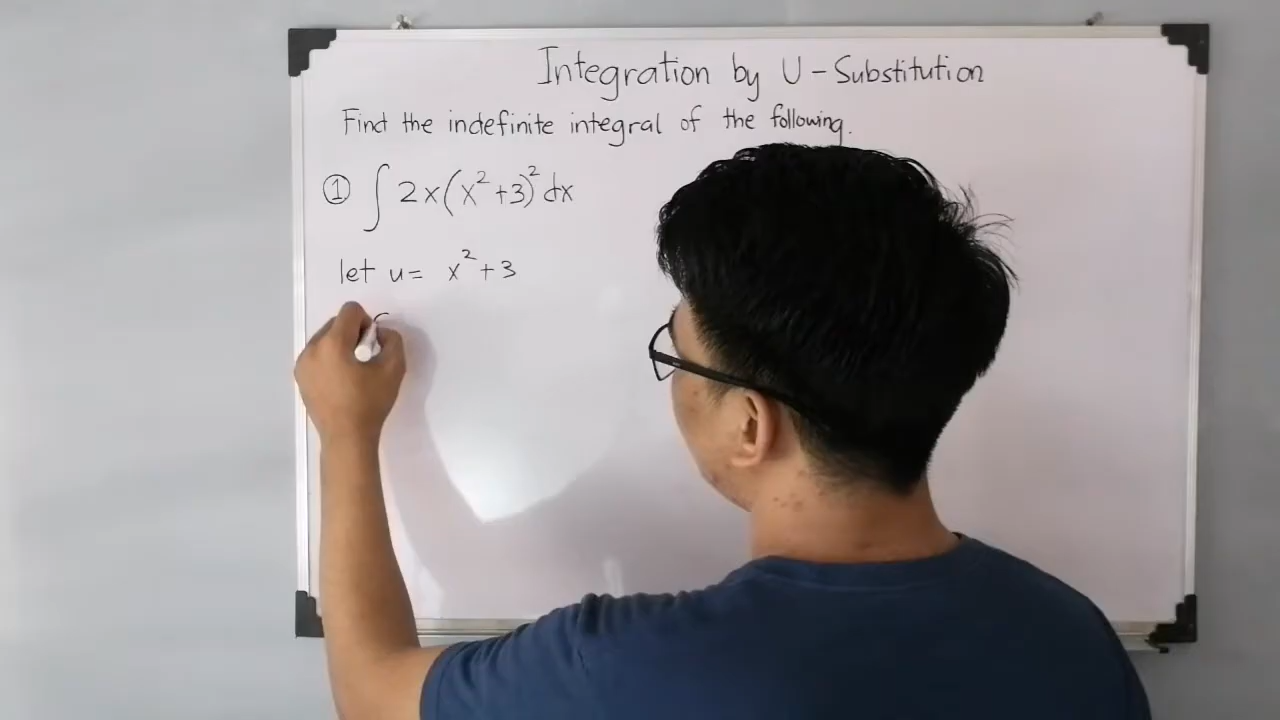 Integration by U-Substitution
Find the indefinite integral of the following.
① ∫ 2x(x²+3)² dx
let u = x²+3